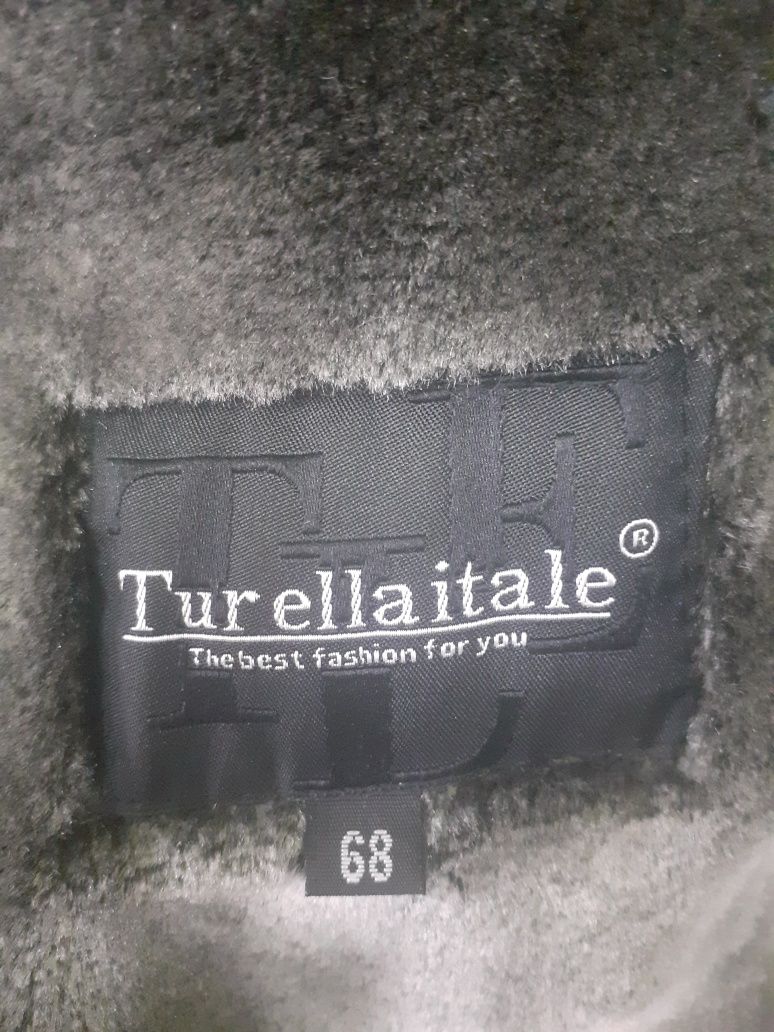 Turellaitale®
The best fashion for you
68